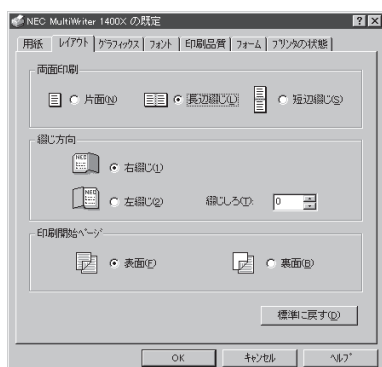 NEC MultiWriter 1400X の既定
用紙 レイアウト グラフィックス フォント 印刷品質 フォーム プリンタの状態
両面印刷
片面(N) 長辺綴じ(L) 短辺綴じ(S)
綴じ方向
NEC 右綴じ(1)
NEC 左綴じ(2) 綴じしろ(T): 0
印刷開始ページ
表面(F) 裏面(B)
標準に戻す(D)
OK キャンセル ヘルプ